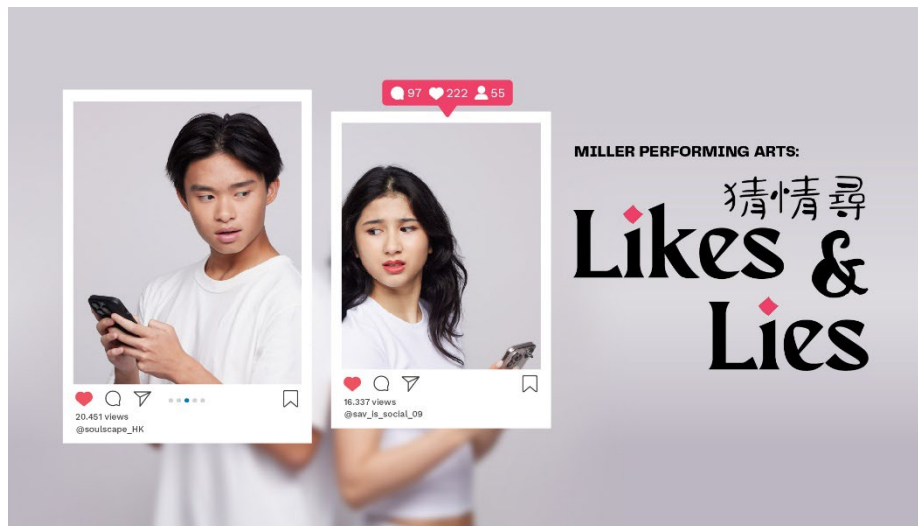 97 222 55
20.451 views
@soulscape_HK
16.337 views
@sav_is_social_09
MILLER PERFORMING ARTS:
猜情尋
Likes &
Lies